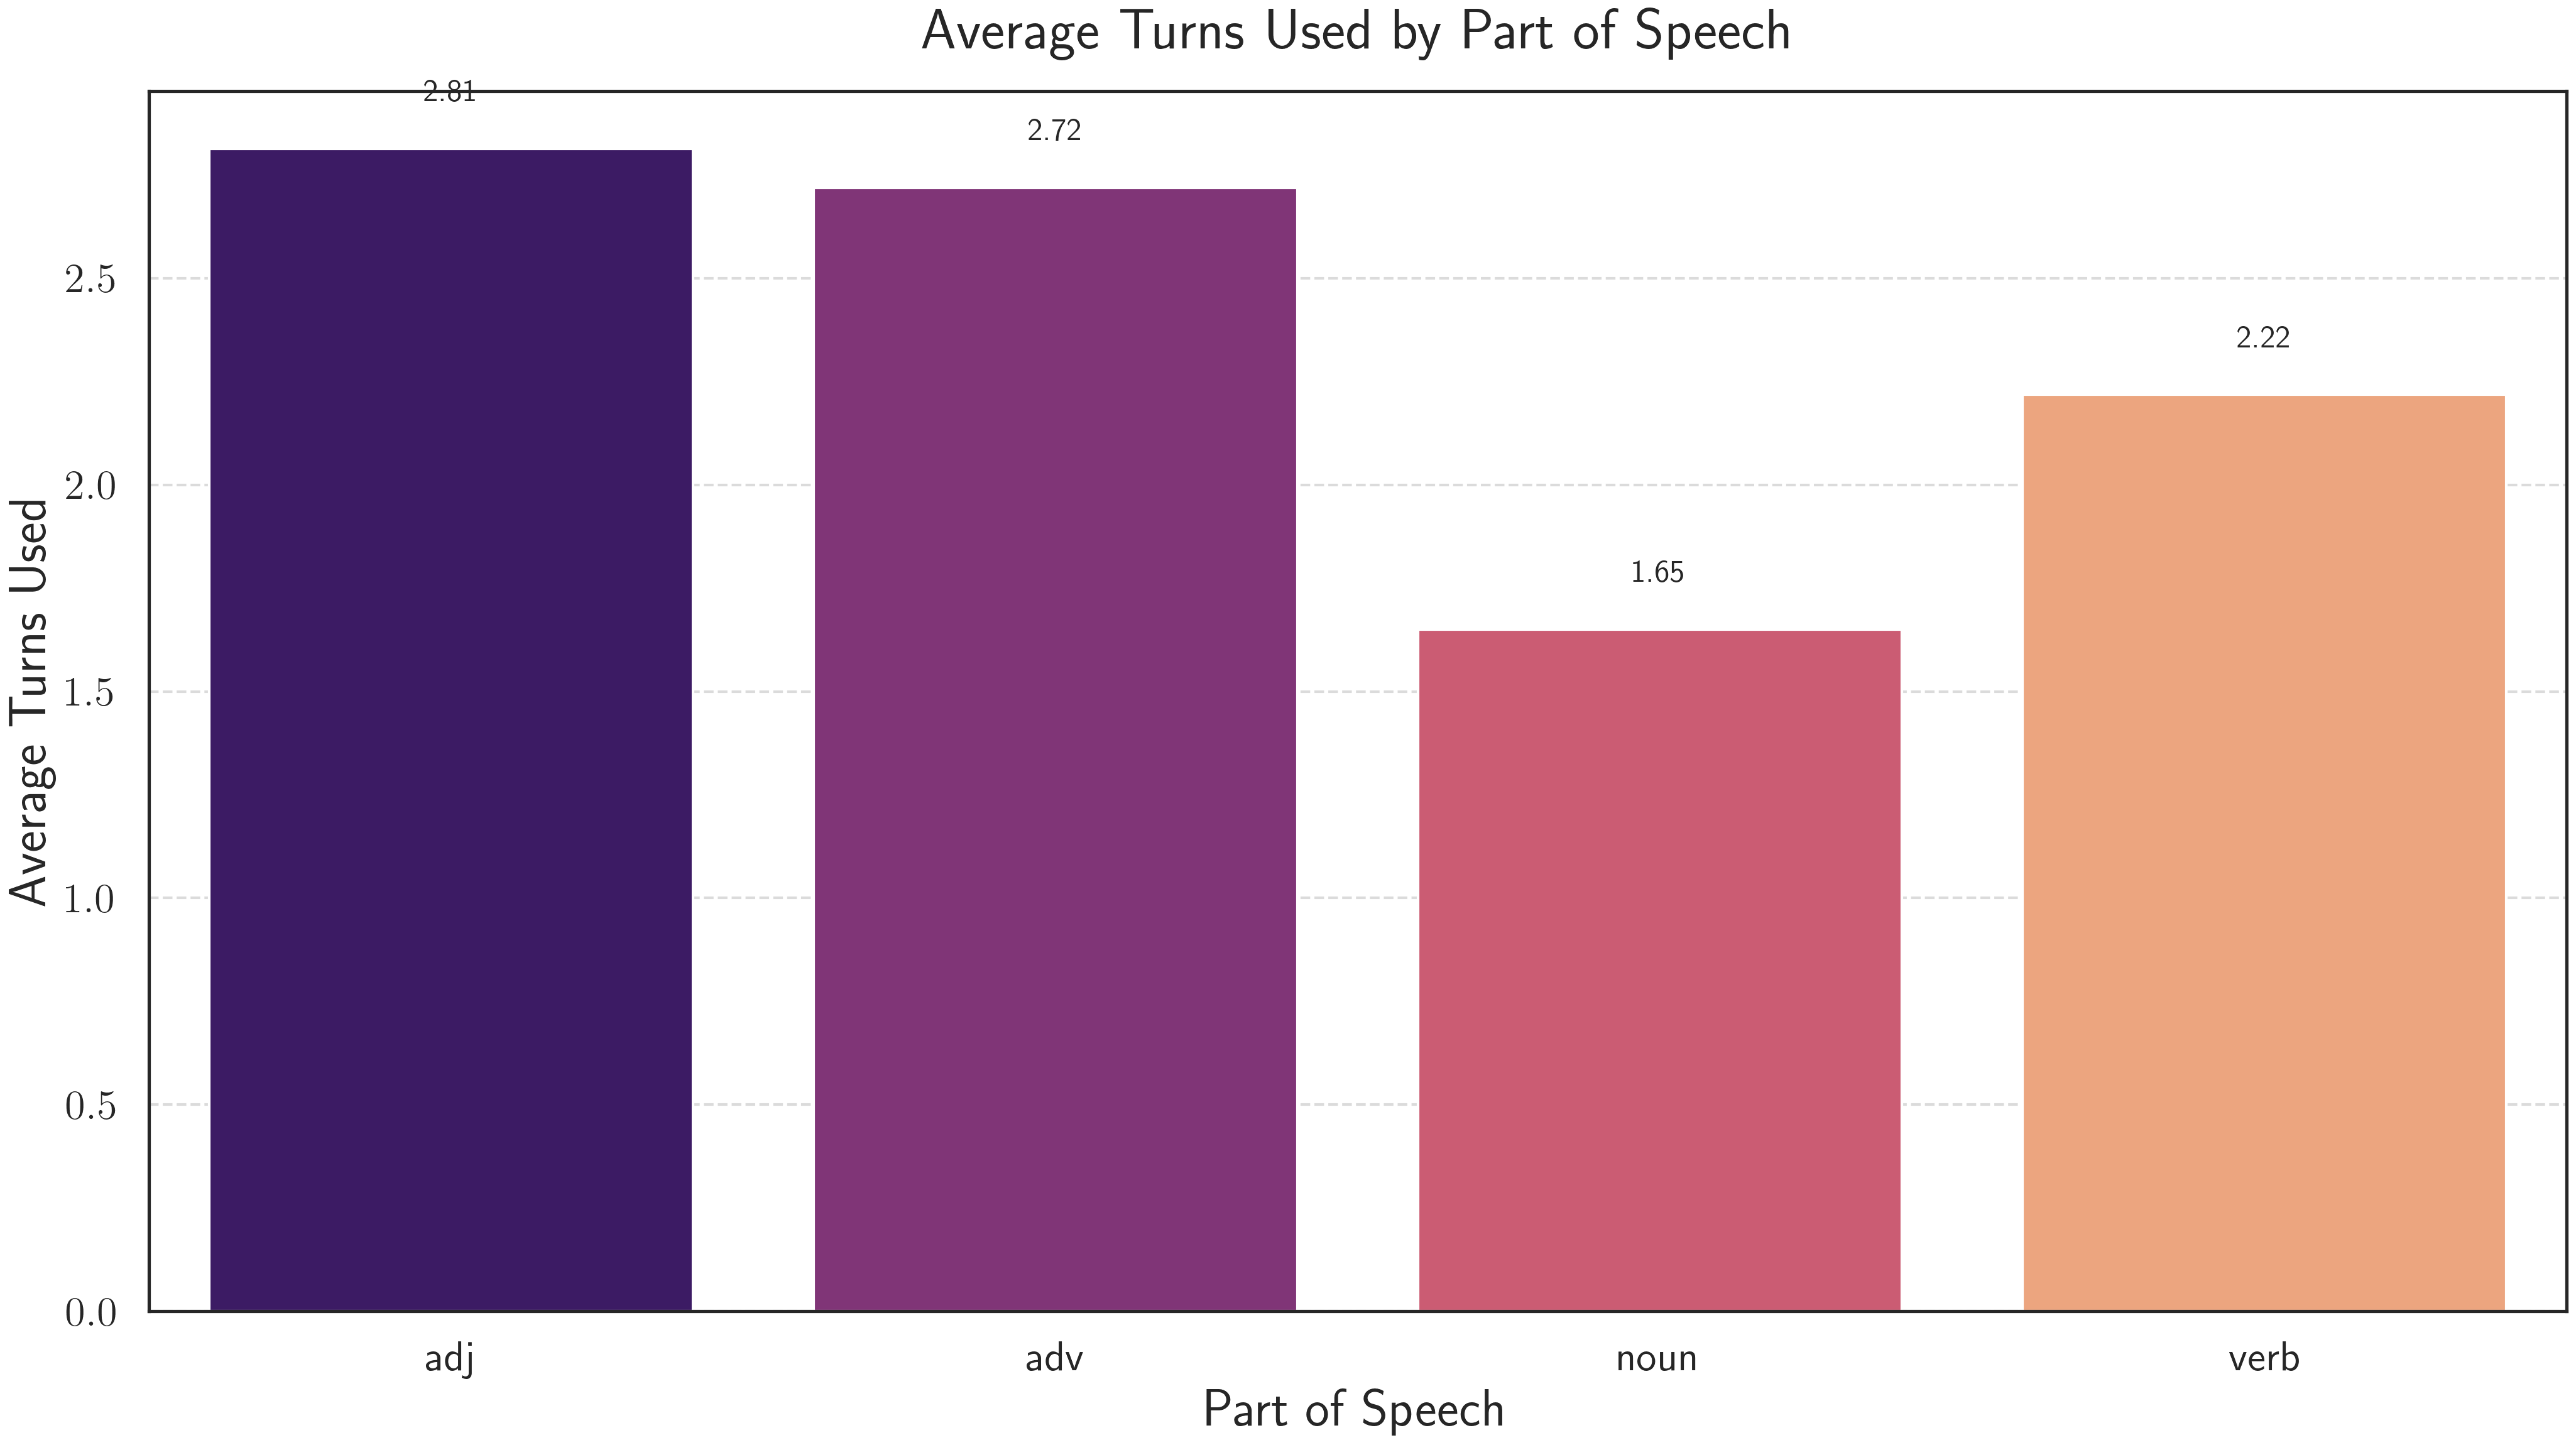 Average Turns Used by Part of Speech
2.81
2.72
2.5
2.22
2.0
1.65
1.5
1.0
0.5
0.0
Average Turns Used
adj adv noun verb
Part of Speech